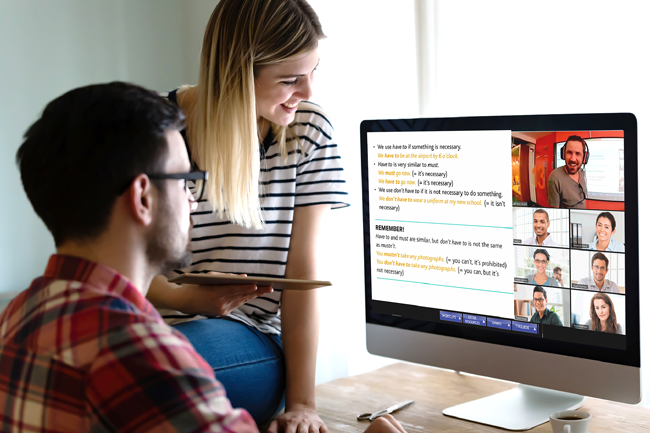 • We use have to if something is necessary.
We have to be at the airport by 6 o'clock.
• Have to is very similar to must.
We must go now. (= it's necessary)
We have to go now. (= it's necessary)
• We use don't have to if it is not necessary to do something.
We don't have to wear a uniform at my new school. (= it isn't
necessary)
REMEMBER!
Have to and must are similar, but don't have to is not the same
as mustn't.
You mustn't take any photographs. (= you can't, it's prohibited)
You don't have to take any photographs. (= you can, but it's
not necessary)